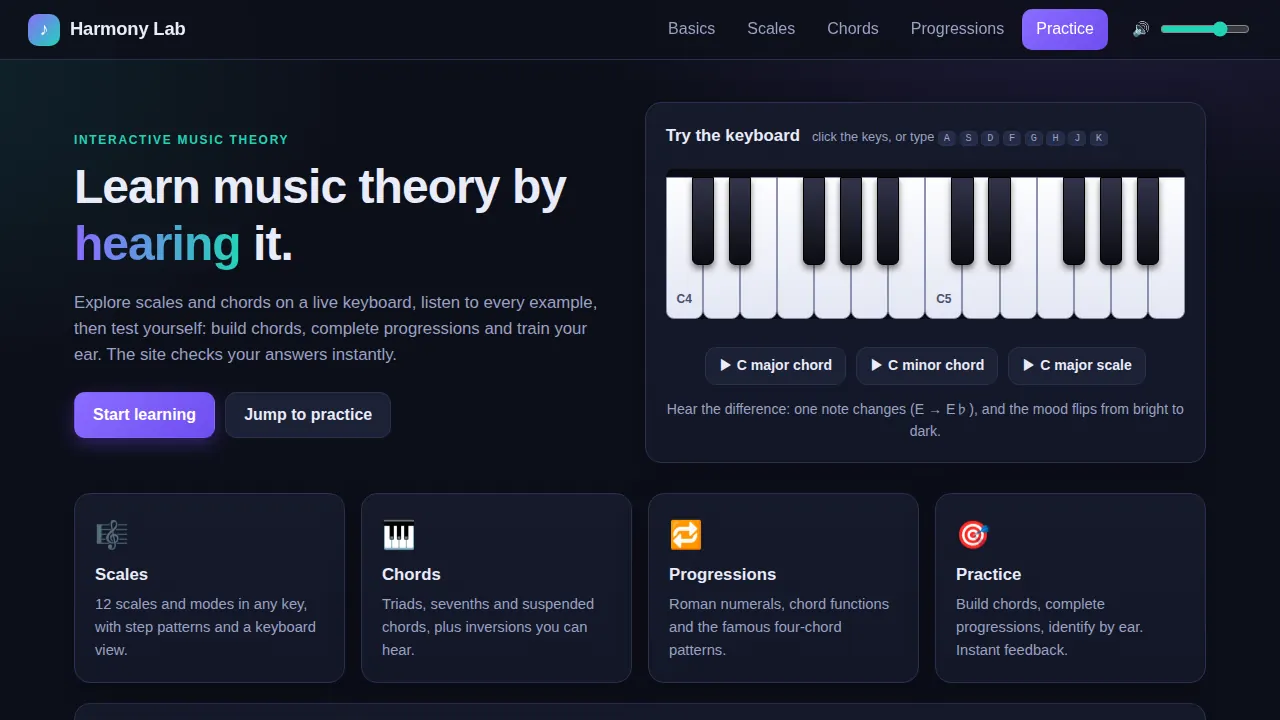 ♪ Harmony Lab
Basics Scales Chords Progressions Practice
INTERACTIVE MUSIC THEORY
Learn music theory by
hearing it.
Explore scales and chords on a live keyboard, listen to every example,
then test yourself: build chords, complete progressions and train your
ear. The site checks your answers instantly.
Start learning Jump to practice
Try the keyboard click the keys, or type A S D F G H J K
C4 C5
▶ C major chord ▶ C minor chord ▶ C major scale
Hear the difference: one note changes (E → E♭), and the mood flips from bright to
dark.
Scales
12 scales and modes in any key,
with step patterns and a keyboard
view.
Chords
Triads, sevenths and suspended
chords, plus inversions you can
hear.
Progressions
Roman numerals, chord functions
and the famous four-chord
patterns.
Practice
Build chords, complete
progressions, identify by ear.
Instant feedback.